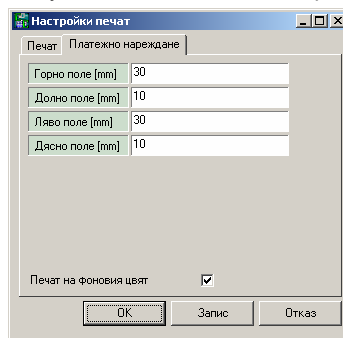 Настройки печат
Печат Платежно нареждане
Горно поле [mm] 30
Долно поле [mm] 10
Ляво поле [mm] 30
Дясно поле [mm] 10
Печат на фоновия цвят
OK Запис Отказ